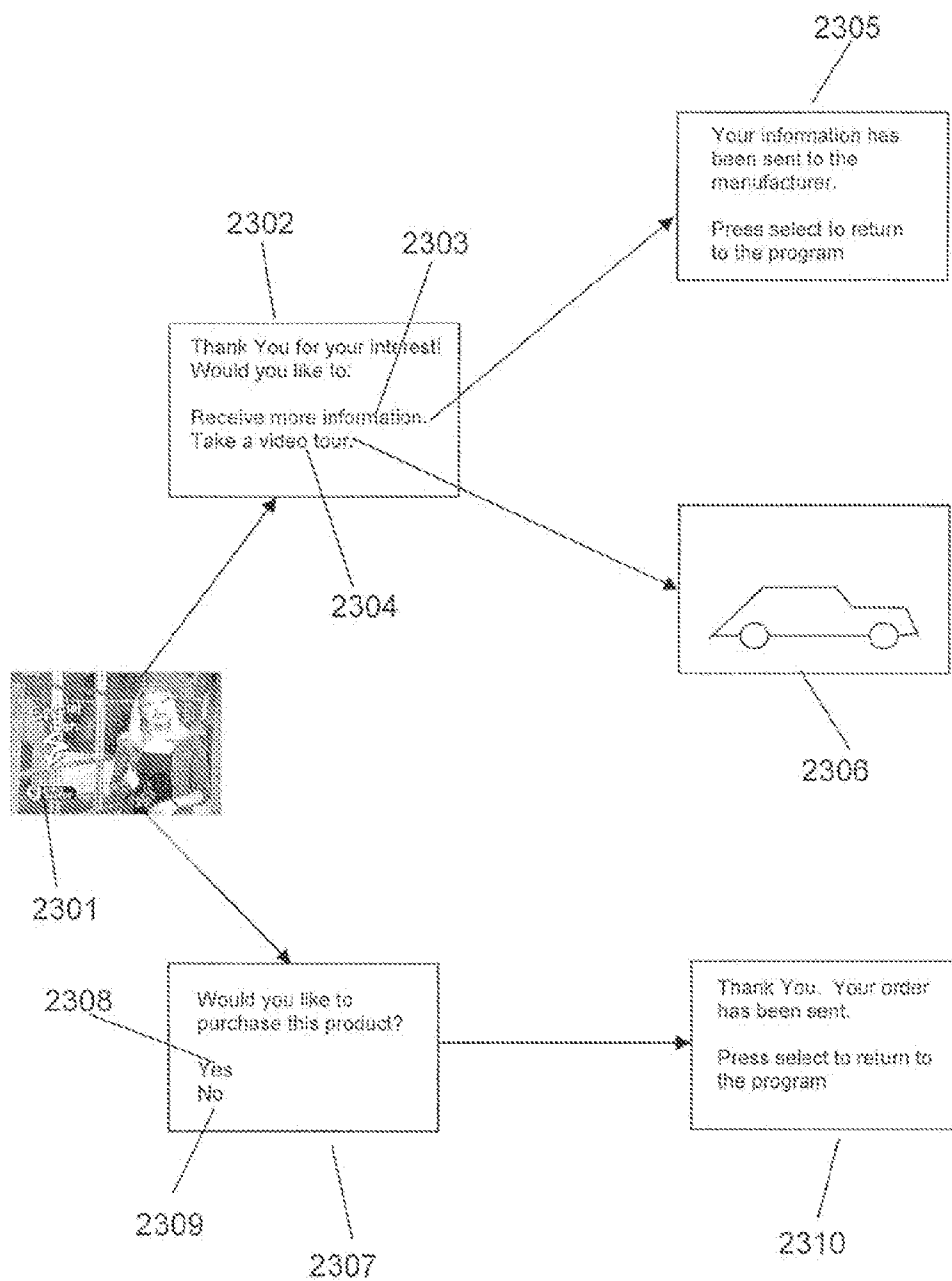 2305
Your information has
been sent to the
manufacturer.
Press select to return
to the program
2302
2303
Thank You for your interest!
Would you like to:
Receive more information.
Take a video tour.
2304
2306
2301
2308
Would you like to
purchase this product?
Yes
No
2309
2307
Thank You. Your order
has been sent.
Press select to return to
the program
2310